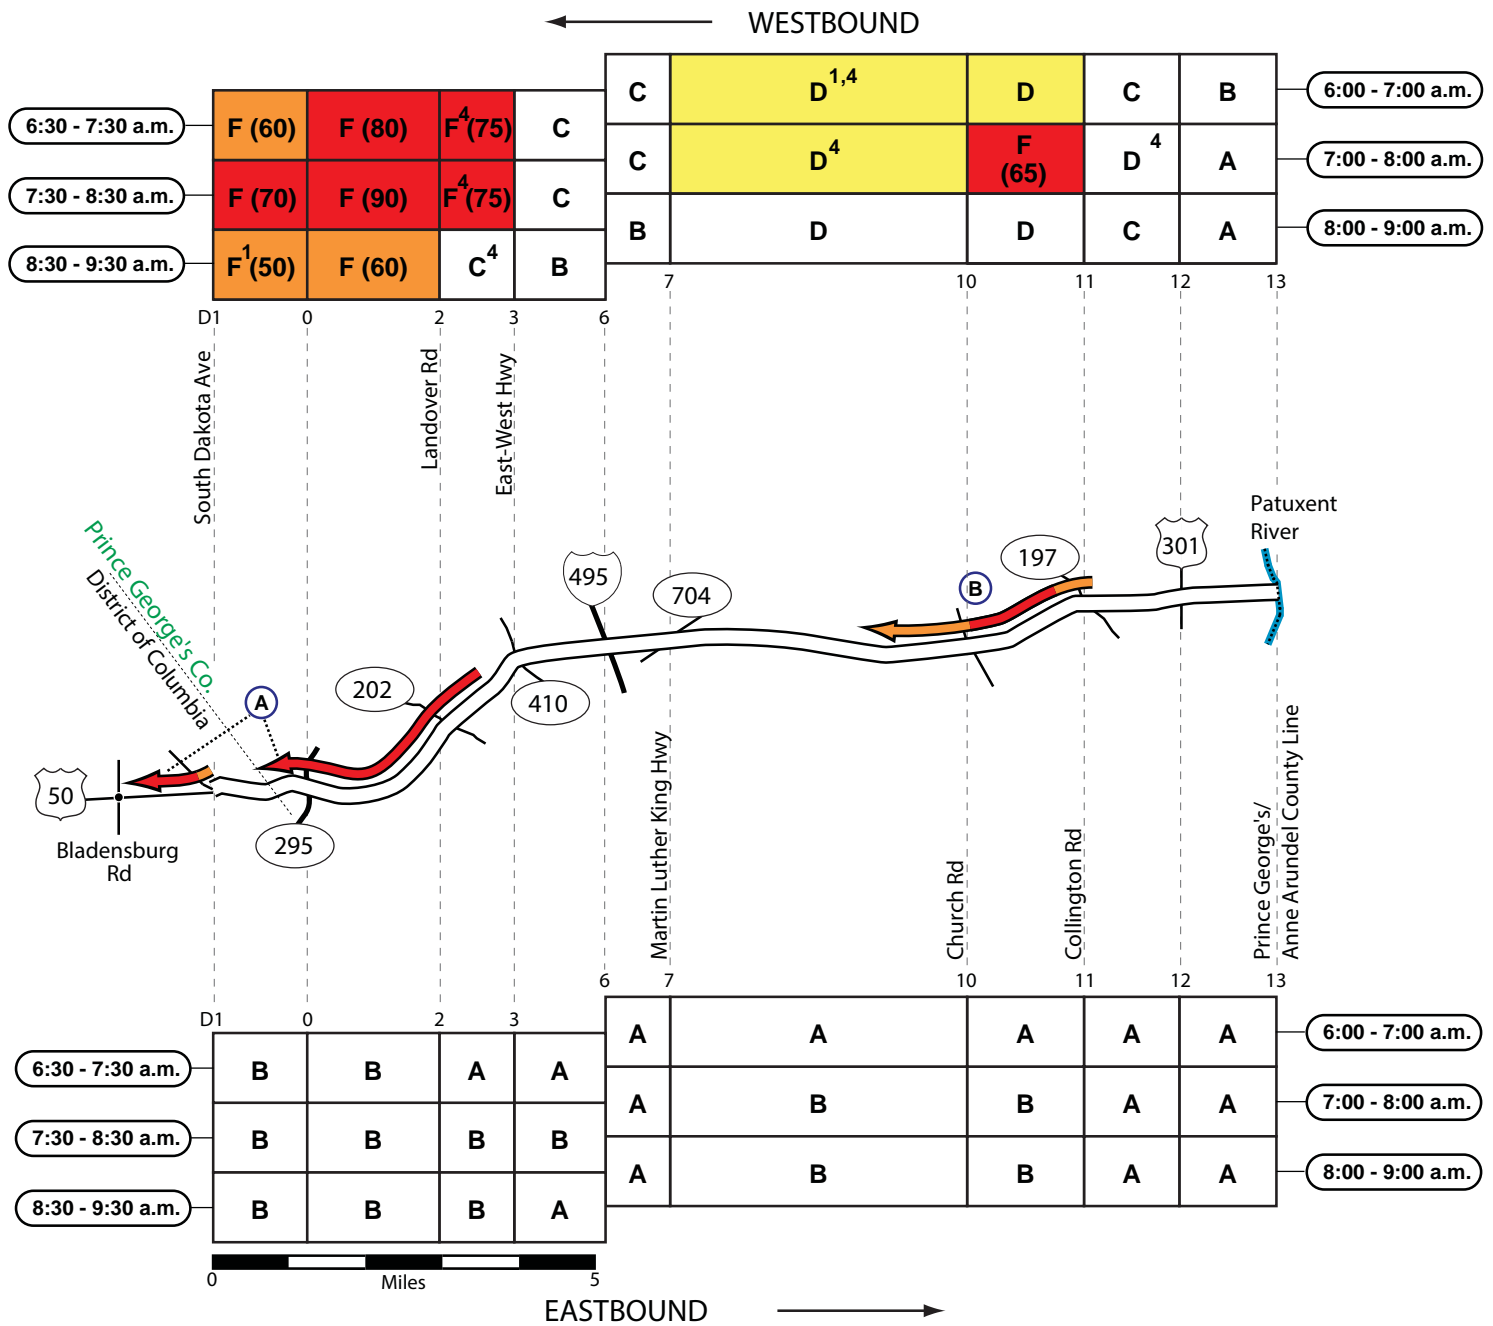 WESTBOUND
C D1,4 D C B 6:00 - 7:00 a.m.
6:30 - 7:30 a.m. F (60) F (80) F4(75) C
C D4 F (65) D 4 A 7:00 - 8:00 a.m.
7:30 - 8:30 a.m. F (70) F (90) F4(75) C
B D D C A 8:00 - 9:00 a.m.
8:30 - 9:30 a.m. F1(50) F (60) C4 B
7 10 11 12 13
D1 0 2 3 6
South Dakota Ave
Landover Rd
East-West Hwy
Patuxent
River
Prince George's Co.
District of Columbia
495
704
B
197
301
A
202
410
50
295
Bladensburg
Rd
Martin Luther King Hwy
Church Rd
Collington Rd
Prince George's/
Anne Arundel County Line
6 7 10 11 12 13
D1 0 2 3
A A A A A 6:00 - 7:00 a.m.
6:30 - 7:30 a.m. B B A A
A B B A A 7:00 - 8:00 a.m.
7:30 - 8:30 a.m. B B B B
A B B A A 8:00 - 9:00 a.m.
8:30 - 9:30 a.m. B B B A
0 Miles 5
EASTBOUND